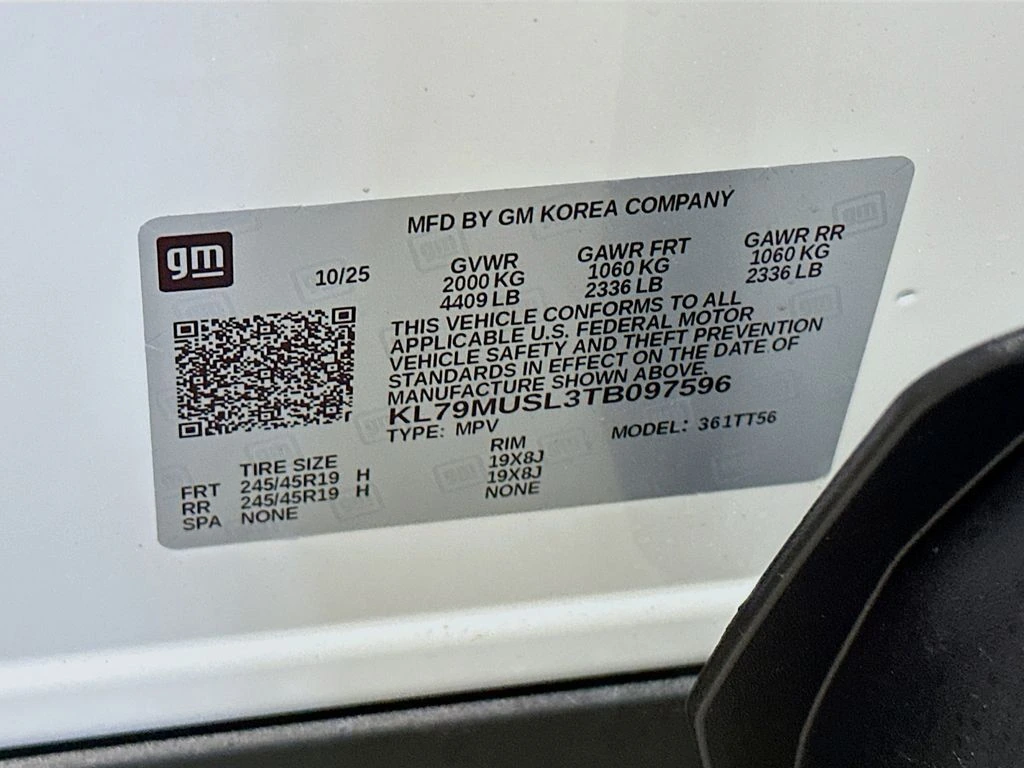 MFD BY GM KOREA COMPANY
gm
10/25
GVWR GAWR FRT GAWR RR
2000 KG 1060 KG 1060 KG
4409 LB 2336 LB 2336 LB
THIS VEHICLE CONFORMS TO ALL
APPLICABLE U.S. FEDERAL MOTOR
VEHICLE SAFETY AND THEFT PREVENTION
STANDARDS IN EFFECT ON THE DATE OF
MANUFACTURE SHOWN ABOVE.
KL79MUSL3TB097596
TYPE: MPV MODEL: 361TT56
TIRE SIZE RIM
FRT 245/45R19 H 19X8J
RR 245/45R19 H 19X8J
SPA NONE NONE